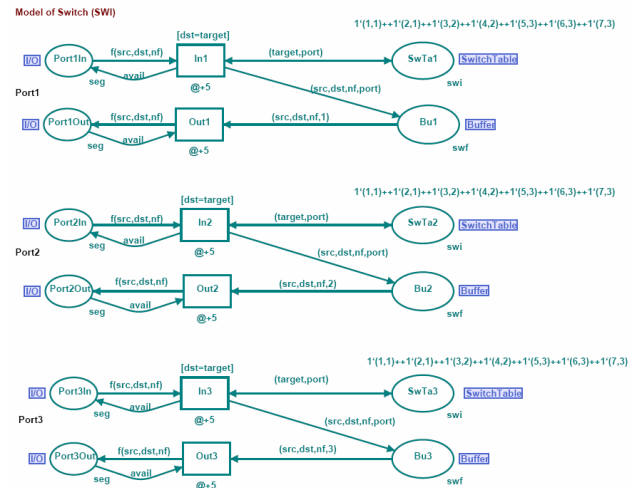 Model of Switch (SWI)
[dst=target]
1`(1,1)++1`(2,1)++1`(3,2)++1`(4,2)++1`(5,3)++1`(6,3)++1`(7,3)
I/O
Port1In
f(src,dst,nf)
In1
(target,port)
SwTa1
SwitchTable
avail
seg
@+5
swi
Port1
(src,dst,nf,port)
I/O
Port1Out
f(src,dst,nf)
Out1
(src,dst,nf,1)
Bu1
Buffer
avail
seg
@+5
swf
[dst=target]
1`(1,1)++1`(2,1)++1`(3,2)++1`(4,2)++1`(5,3)++1`(6,3)++1`(7,3)
I/O
Port2In
f(src,dst,nf)
In2
(target,port)
SwTa2
SwitchTable
avail
seg
@+5
swi
Port2
(src,dst,nf,port)
I/O
Port2Out
f(src,dst,nf)
Out2
(src,dst,nf,2)
Bu2
Buffer
avail
seg
@+5
swf
[dst=target]
1`(1,1)++1`(2,1)++1`(3,2)++1`(4,2)++1`(5,3)++1`(6,3)++1`(7,3)
I/O
Port3In
f(src,dst,nf)
In3
(target,port)
SwTa3
SwitchTable
avail
seg
@+5
swi
Port3
(src,dst,nf,port)
I/O
Port3Out
f(src,dst,nf)
Out3
(src,dst,nf,3)
Bu3
Buffer
avail
seg
@+5
swf